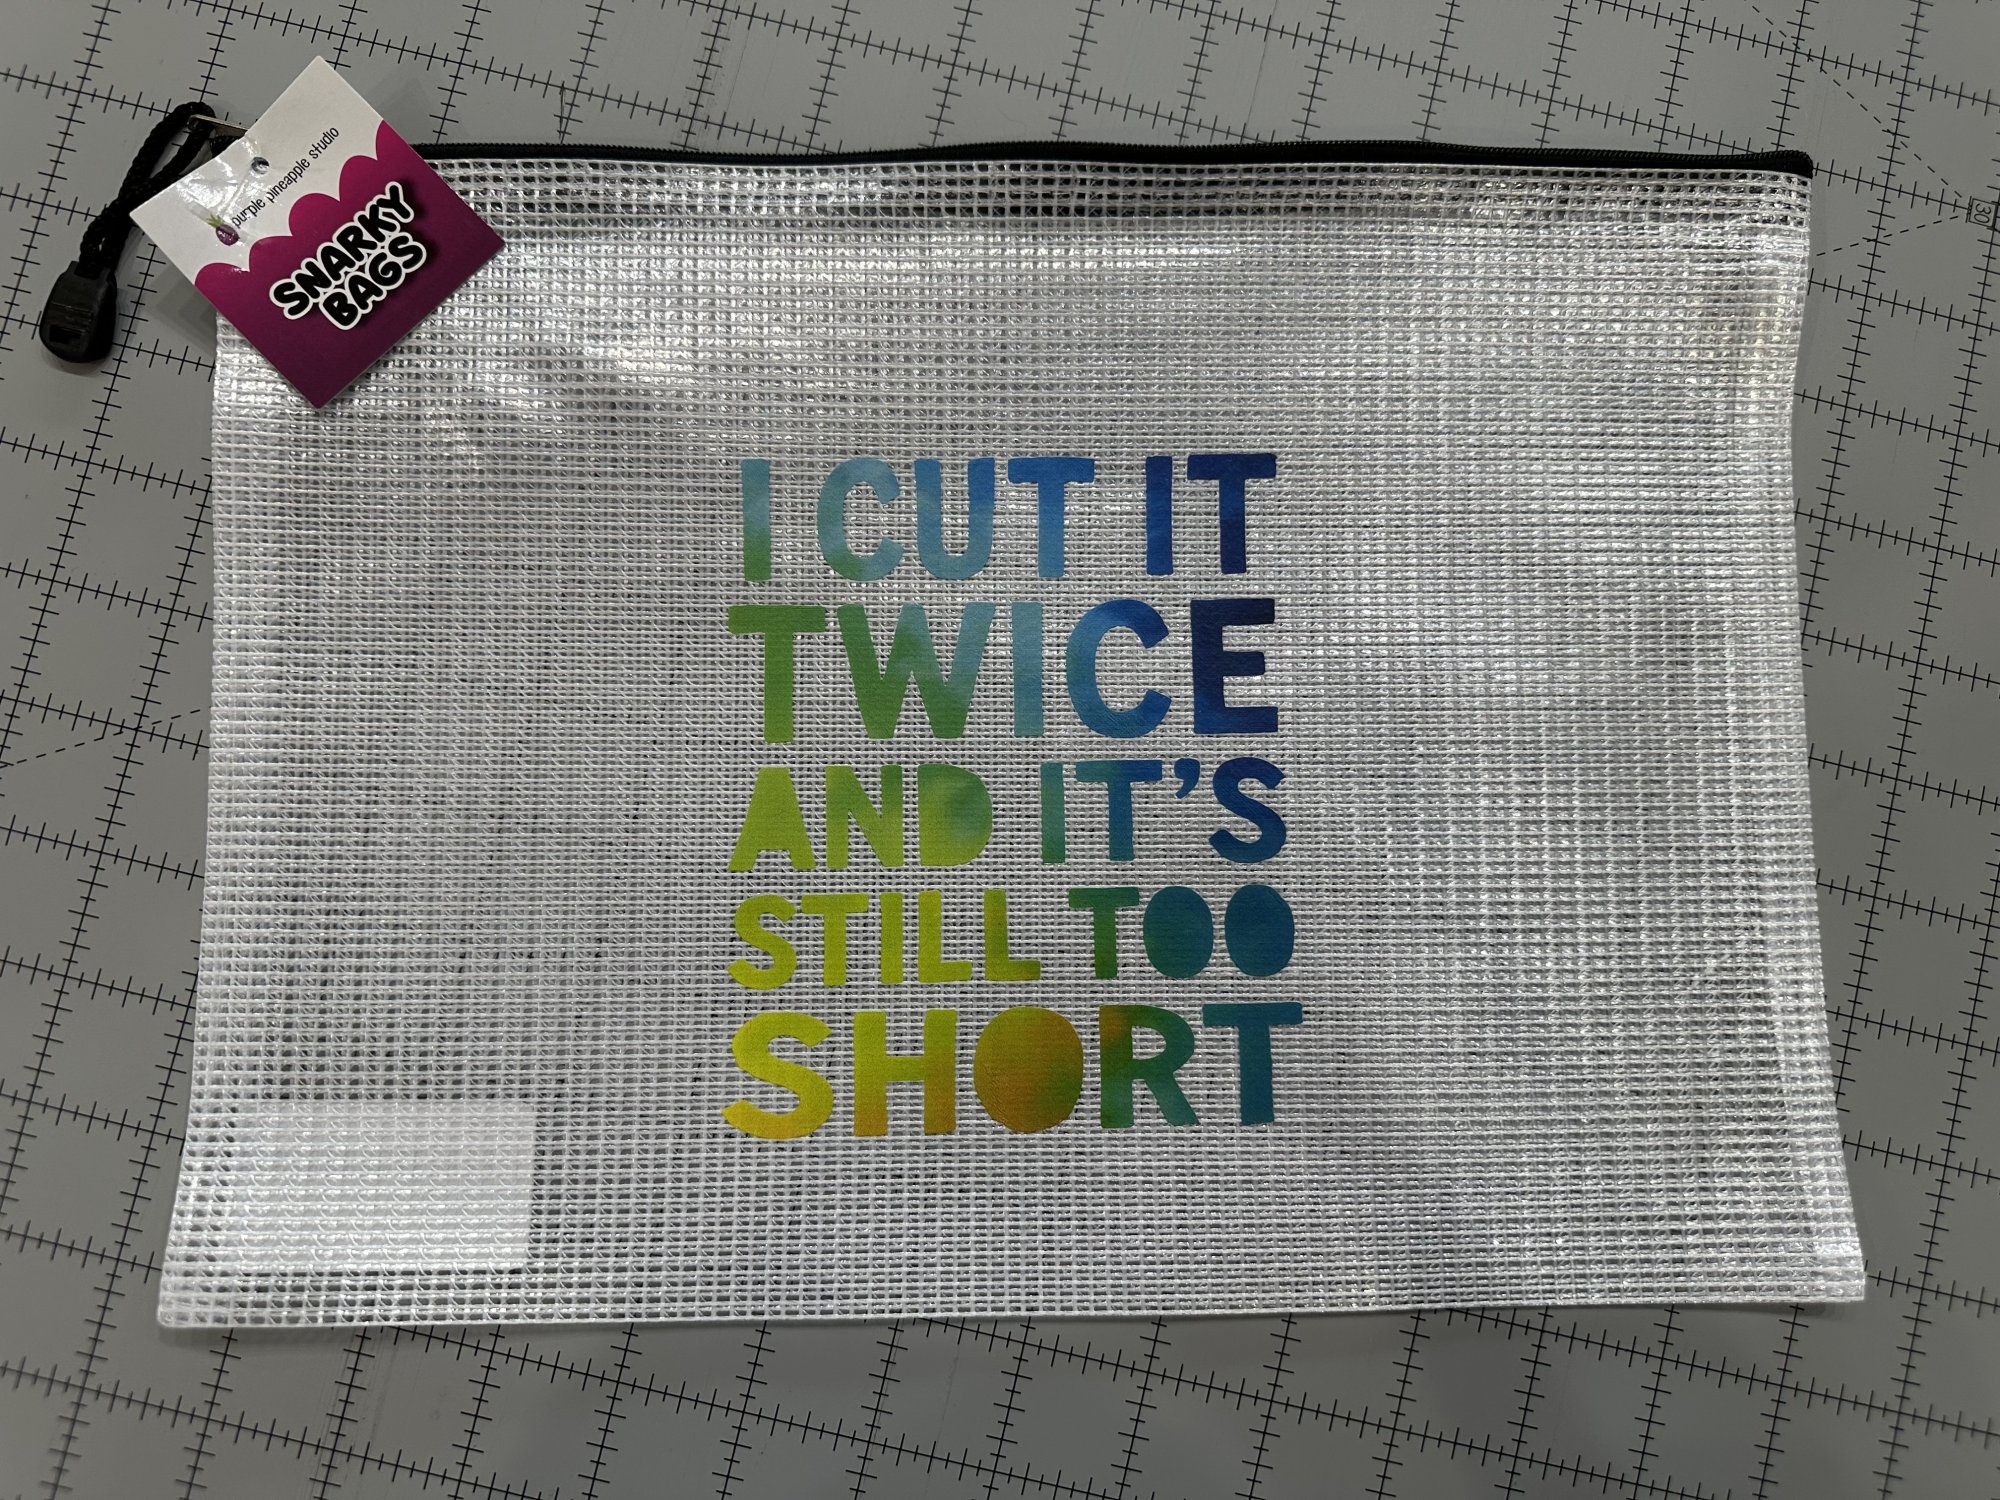 purple pineapple studio
SNARKY
BAGS
I CUT IT
TWICE
AND IT'S
STILL TOO
SHORT
30